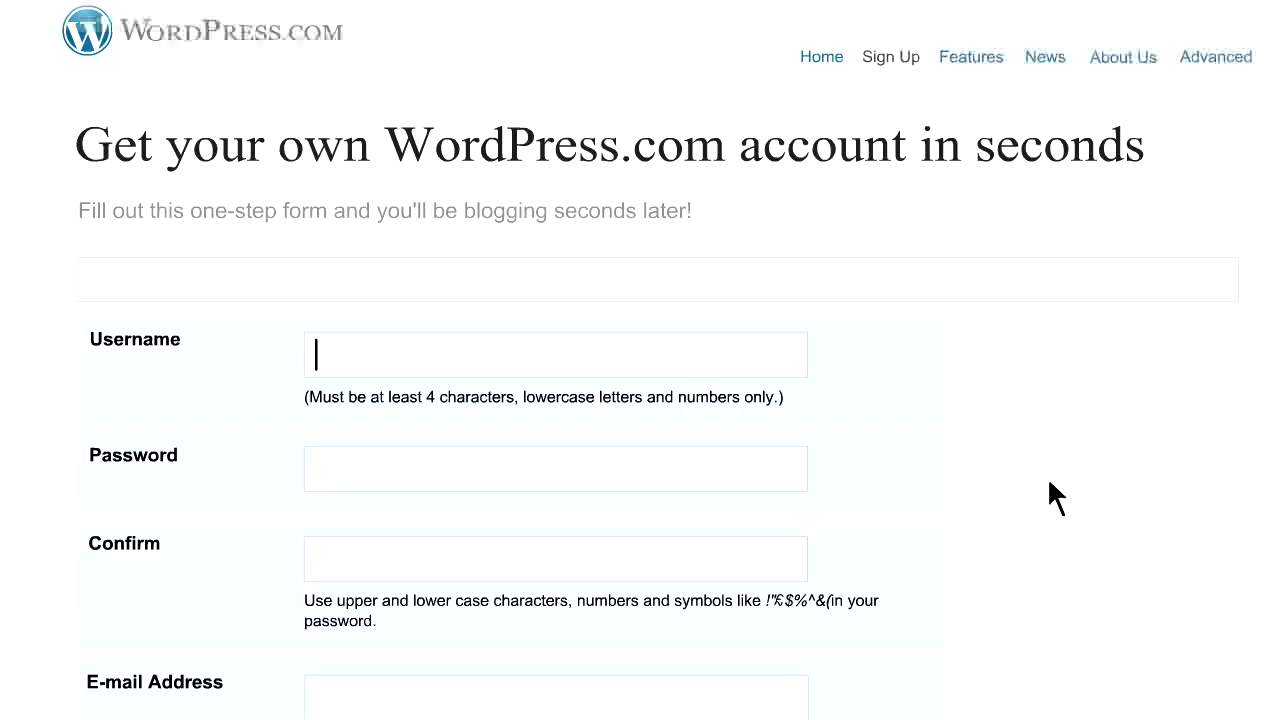 WORDPRESS.COM
Home Sign Up Features News About Us Advanced
Get your own WordPress.com account in seconds
Fill out this one-step form and you'll be blogging seconds later!
Username
(Must be at least 4 characters, lowercase letters and numbers only.)
Password
Confirm
Use upper and lower case characters, numbers and symbols like !"€$%^&(in your
password.
E-mail Address